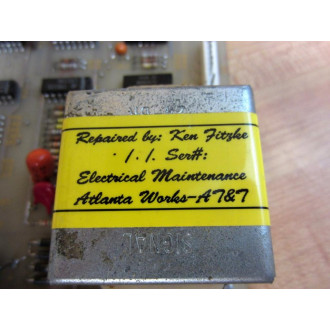 Repaired by: Ken Fitzke
/. /. Ser#:
Electrical Maintenance
Atlanta Works-AT&T